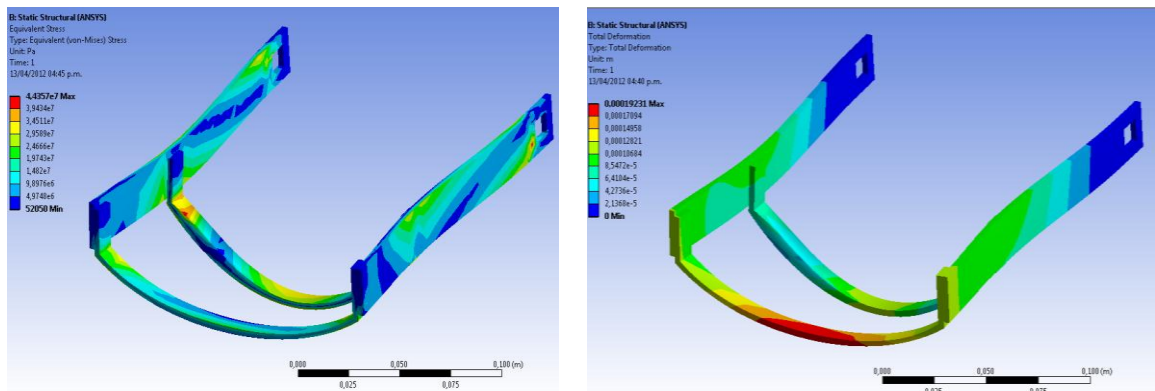 B: Static Structural (ANSYS)
Equivalent Stress
Type: Equivalent (von-Mises) Stress
Unit: Pa
Time: 1
13/04/2012 04:45 p.m.
4,4357e7 Max
3,9434e7
3,4511e7
2,9589e7
2,4666e7
1,9743e7
1,482e7
9,8976e6
4,9748e6
52050 Min
0,000
0,050
0,100 (m)
0,025
0,075
B: Static Structural (ANSYS)
Total Deformation
Type: Total Deformation
Unit: m
Time: 1
13/04/2012 04:40 p.m.
0,00019231 Max
0,00017094
0,00014958
0,00012821
0,00010684
8,5472e-5
6,4104e-5
4,2736e-5
2,1368e-5
0 Min
0,000
0,050
0,100 (m)
0,025
0,075